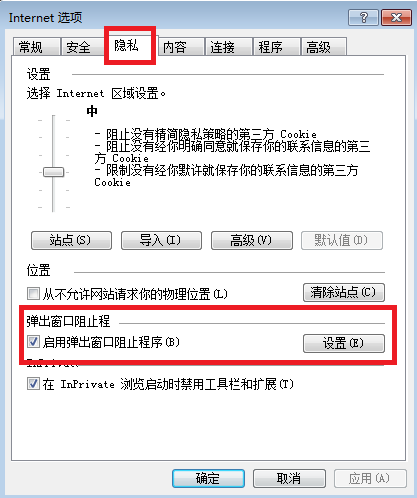 Internet 选项
常规 安全 隐私 内容 连接 程序 高级
设置
选择 Internet 区域设置。
中
- 阻止没有精简隐私策略的第三方 Cookie
- 阻止没有经你明确同意就保存你的联系信息的第三
方 Cookie
- 限制没有经你默许就保存你的联系信息的第三方
Cookie
站点(S) 导入(I) 高级(V) 默认值(D)
位置
从不允许网站请求你的物理位置(L) 清除站点(C)
弹出窗口阻止程
启用弹出窗口阻止程序(B) 设置(E)
InPrivate
在 InPrivate 浏览启动时禁用工具栏和扩展(T)
确定 取消 应用(A)